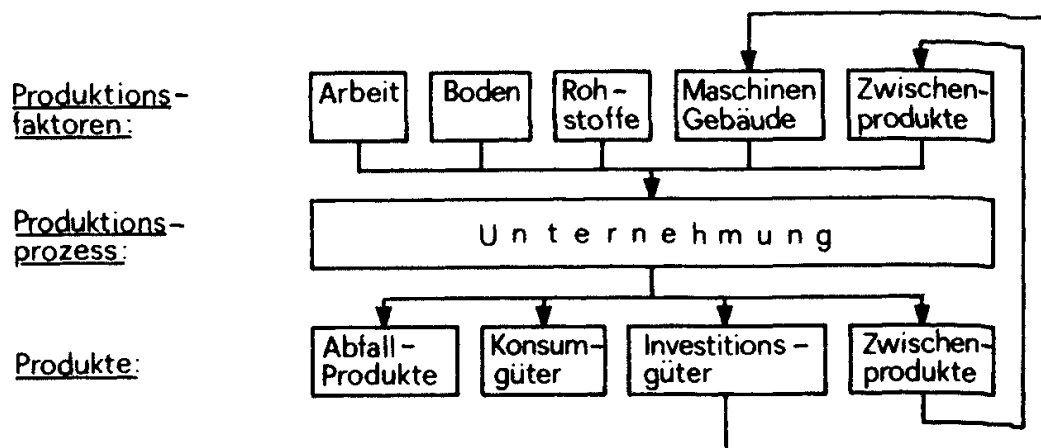 Produktions-
faktoren:
Arbeit
Boden
Roh-
stoffe
Maschinen
Gebäude
Zwischen-
produkte
Produktions-
prozess:
Unternehmung
Produkte:
Abfall-
Produkte
Konsum-
güter
Investitions-
güter
Zwischen-
produkte